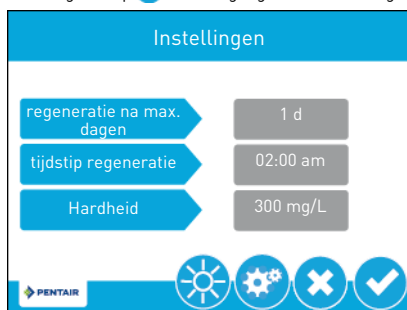 Instellingen
regeneratie na max.
dagen
1 d
tijdstip regeneratie
02:00 am
Hardheid
300 mg/L
PENTAIR